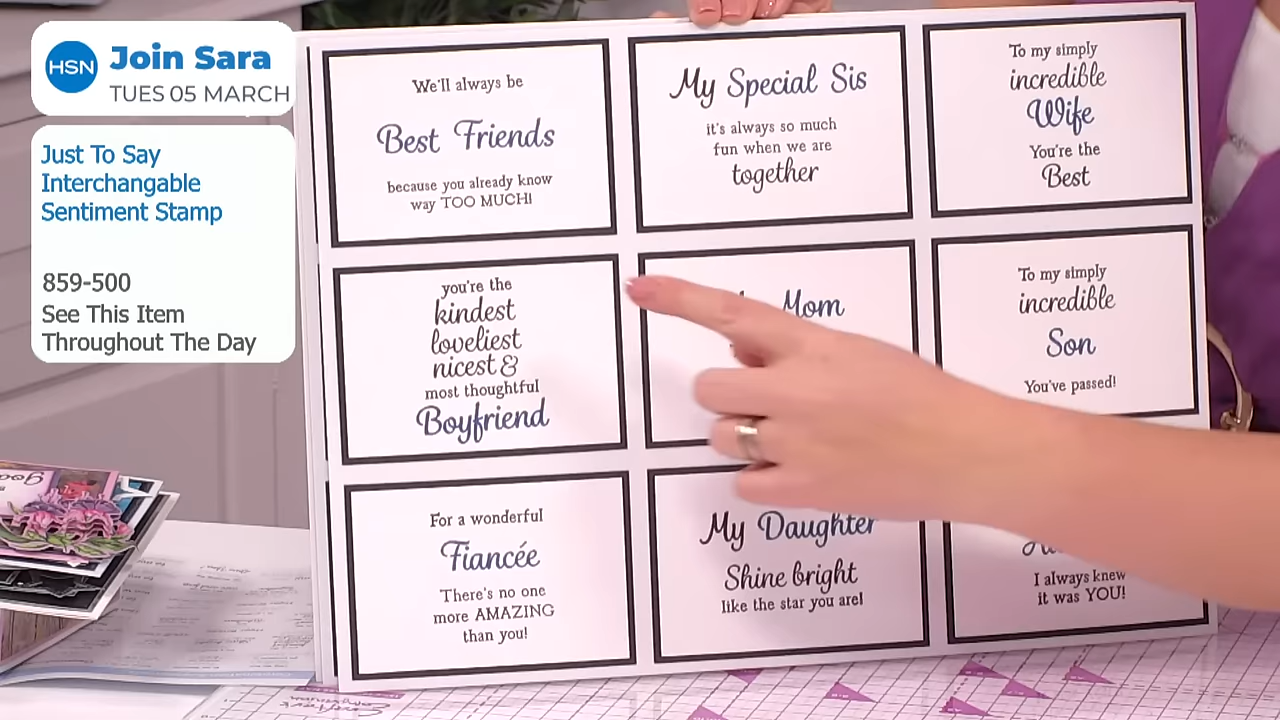 HSN
Join Sara
TUES 05 MARCH
Just To Say
Interchangable
Sentiment Stamp
859-500
See This Item
Throughout The Day
We'll always be
Best Friends
because you already know
way TOO MUCH!
My Special Sis
it's always so much
fun when we are
together
To my simply
incredible
Wife
You're the
Best
you're the
kindest
loveliest
nicest &
most thoughtful
Boyfriend
Mom
To my simply
incredible
Son
You've passed!
For a wonderful
Fiancée
There's no one
more AMAZING
than you!
My Daughter
Shine bright
like the star you are!
I always knew
it was YOU!